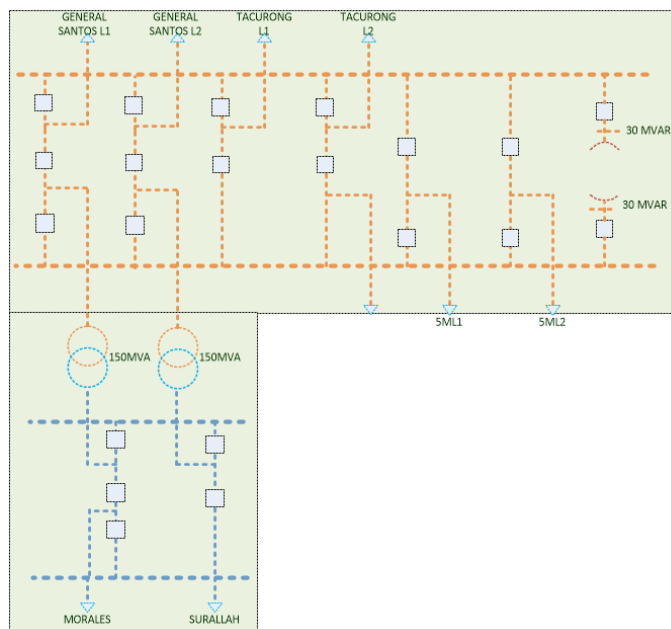 GENERAL
SANTOS L1
GENERAL
SANTOS L2
TACURONG
L1
TACURONG
L2
30 MVAR
30 MVAR
5ML1
5ML2
150MVA
150MVA
MORALES
SURALLAH